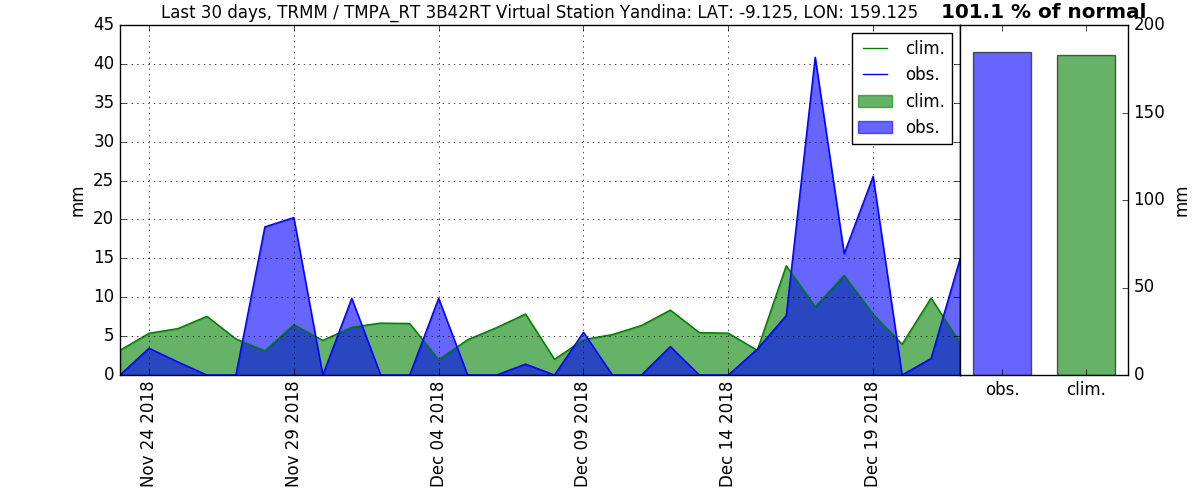 Last 30 days, TRMM / TMPA_RT 3B42RT Virtual Station Yandina: LAT: -9.125, LON: 159.125
101.1 % of normal
45
40
35
30
25
20
15
10
5
0
mm
clim.
obs.
clim.
obs.
200
150
100
50
0
mm
Nov 24 2018
Nov 29 2018
Dec 04 2018
Dec 09 2018
Dec 14 2018
Dec 19 2018
obs.
clim.